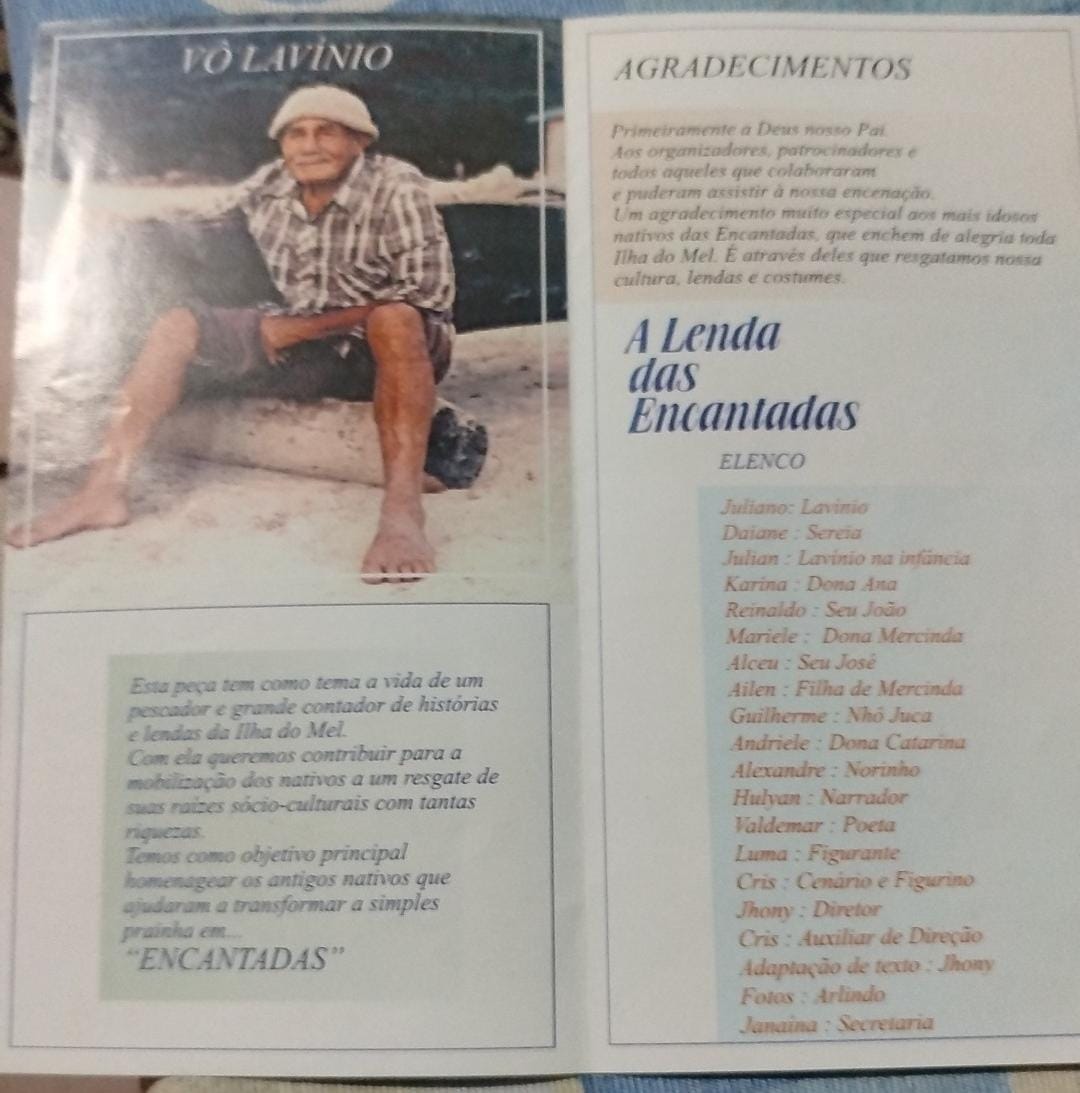 VÔ LAVÍNIO
Esta peça tem como tema a vida de um
pescador e grande contador de histórias
e lendas da Ilha do Mel.
Com ela queremos contribuir para a
mobilização dos nativos a um resgate de
suas raízes sócio-culturais com tantas
riquezas.
Temos como objetivo principal
homenagear os antigos nativos que
ajudaram a transformar a simples
prainha em...
“ENCANTADAS”
AGRADECIMENTOS
Primeiramente a Deus nosso Pai.
Aos organizadores, patrocinadores e
todos aqueles que colaboraram
e puderam assistir à nossa encenação.
Um agradecimento muito especial aos mais idosos
nativos das Encantadas, que enchem de alegria toda
Ilha do Mel. É através deles que resgatamos nossa
cultura, lendas e costumes.
A Lenda
das
Encantadas
ELENCO
Juliano: Lavínio
Daiane : Sereia
Julian : Lavínio na infância
Karina : Dona Ana
Reinaldo : Seu João
Mariele : Dona Mercinda
Alceu : Seu José
Ailen : Filha de Mercinda
Guilherme : Nhô Juca
Andriele : Dona Catarina
Alexandre : Norinho
Hulyan : Narrador
Valdemar : Poeta
Luma : Figurante
Cris : Cenário e Figurino
Jhony : Diretor
Cris : Auxiliar de Direção
Adaptação de texto : Jhony
Fotos : Arlindo
Janaina : Secretaria